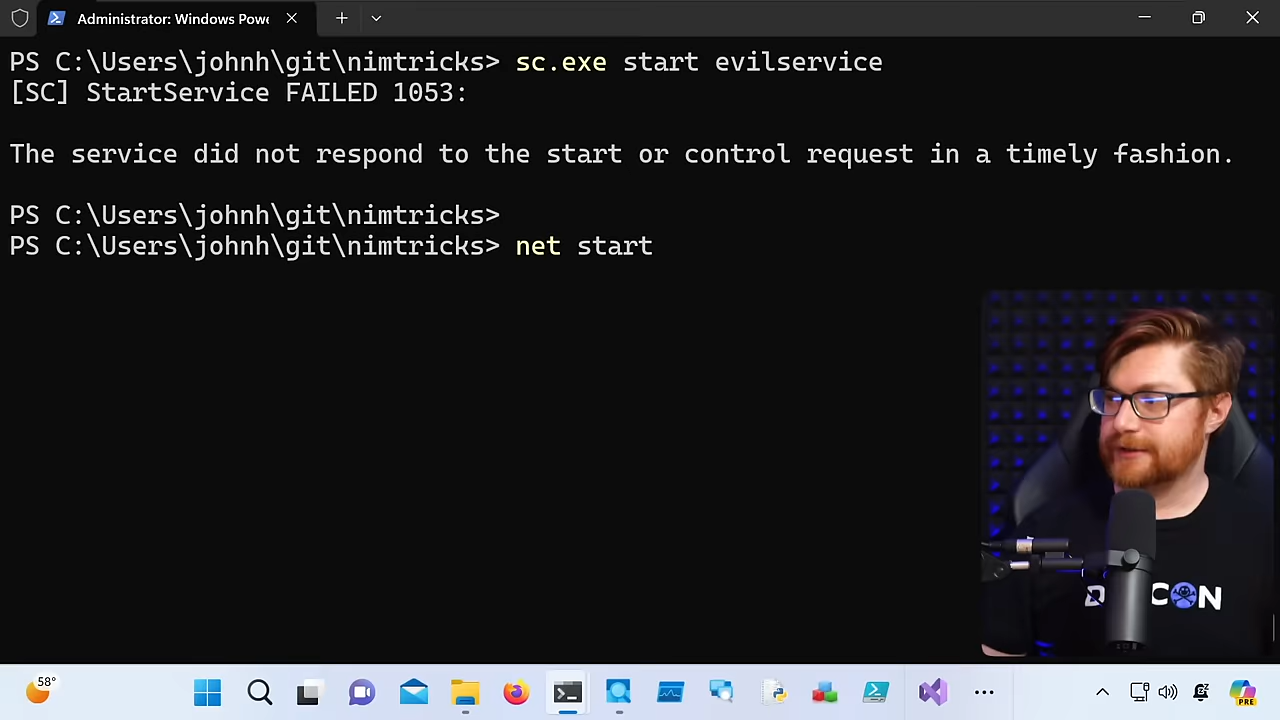 Administrator: Windows Powe
PS C:\Users\johnh\git\nimtricks> sc.exe start evilservice
[SC] StartService FAILED 1053:
The service did not respond to the start or control request in a timely fashion.
PS C:\Users\johnh\git\nimtricks>
PS C:\Users\johnh\git\nimtricks> net start
58°
PRE